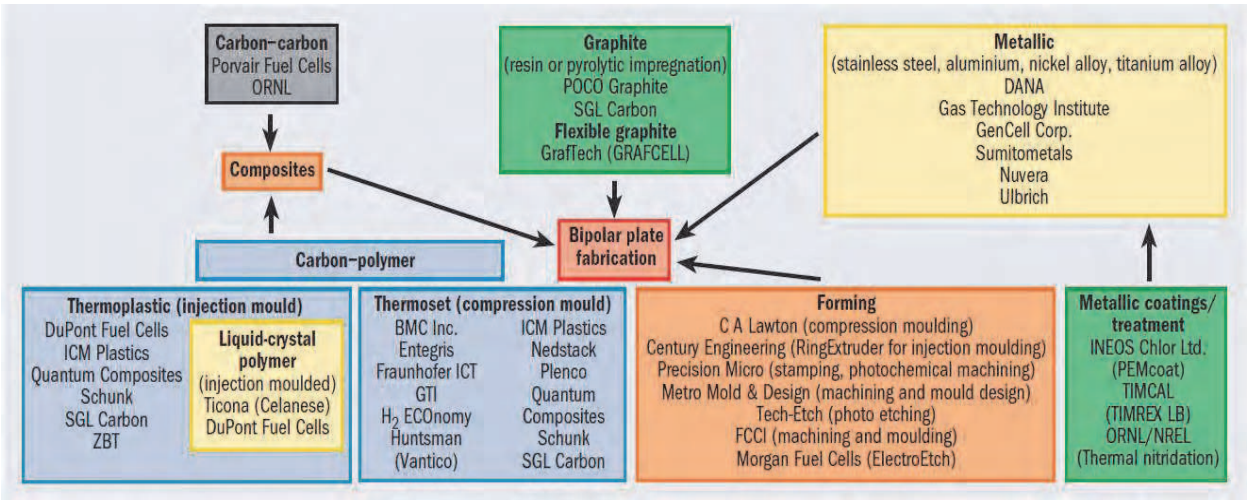 Carbon–carbon
Porvair Fuel Cells
ORNL
Graphite
(resin or pyrolytic impregnation)
POCO Graphite
SGL Carbon
Flexible graphite
GrafTech (GRAFCELL)
Metallic
(stainless steel, aluminium, nickel alloy, titanium alloy)
DANA
Gas Technology Institute
GenCell Corp.
Sumitometals
Nuvera
Ulbrich
Composites
Bipolar plate
fabrication
Carbon–polymer
Thermoplastic (injection mould)
DuPont Fuel Cells
ICM Plastics
Quantum Composites
Schunk
SGL Carbon
ZBT
Liquid-crystal
polymer
(injection moulded)
Ticona (Celanese)
DuPont Fuel Cells
Thermoset (compression mould)
BMC Inc.
Entegris
Fraunhofer ICT
GTI
H₂ ECOnomy
Huntsman
(Vantico)
ICM Plastics
Nedstack
Plenco
Quantum
Composites
Schunk
SGL Carbon
Forming
C A Lawton (compression moulding)
Century Engineering (RingExtruder for injection moulding)
Precision Micro (stamping, photochemical machining)
Metro Mold & Design (machining and mould design)
Tech-Etch (photo etching)
FCCI (machining and moulding)
Morgan Fuel Cells (ElectroEtch)
Metallic coatings/
treatment
INEOS Chlor Ltd.
(PEMcoat)
TIMCAL
(TIMREX LB)
ORNL/NREL
(Thermal nitridation)